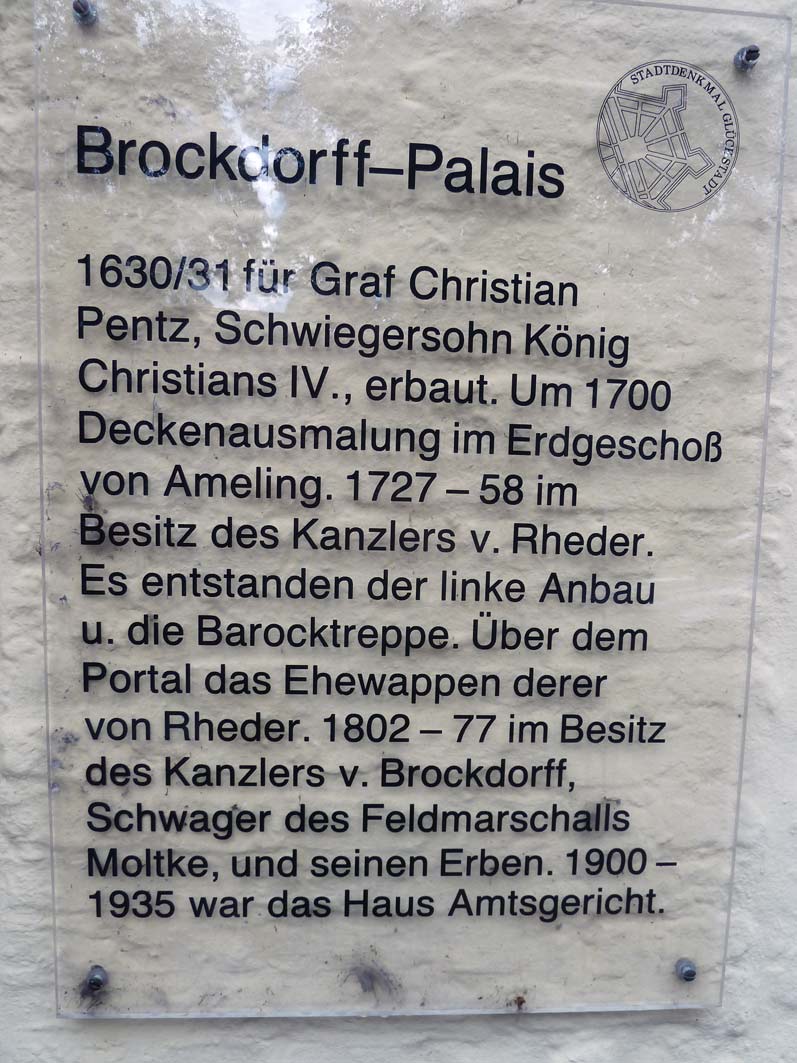 STADTDENKMAL GLÜCKSTADT
Brockdorff–Palais
1630/31 für Graf Christian
Pentz, Schwiegersohn König
Christians IV., erbaut. Um 1700
Deckenausmalung im Erdgeschoß
von Ameling. 1727 – 58 im
Besitz des Kanzlers v. Rheder.
Es entstanden der linke Anbau
u. die Barocktreppe. Über dem
Portal das Ehewappen derer
von Rheder. 1802 – 77 im Besitz
des Kanzlers v. Brockdorff,
Schwager des Feldmarschalls
Moltke, und seinen Erben. 1900 –
1935 war das Haus Amtsgericht.